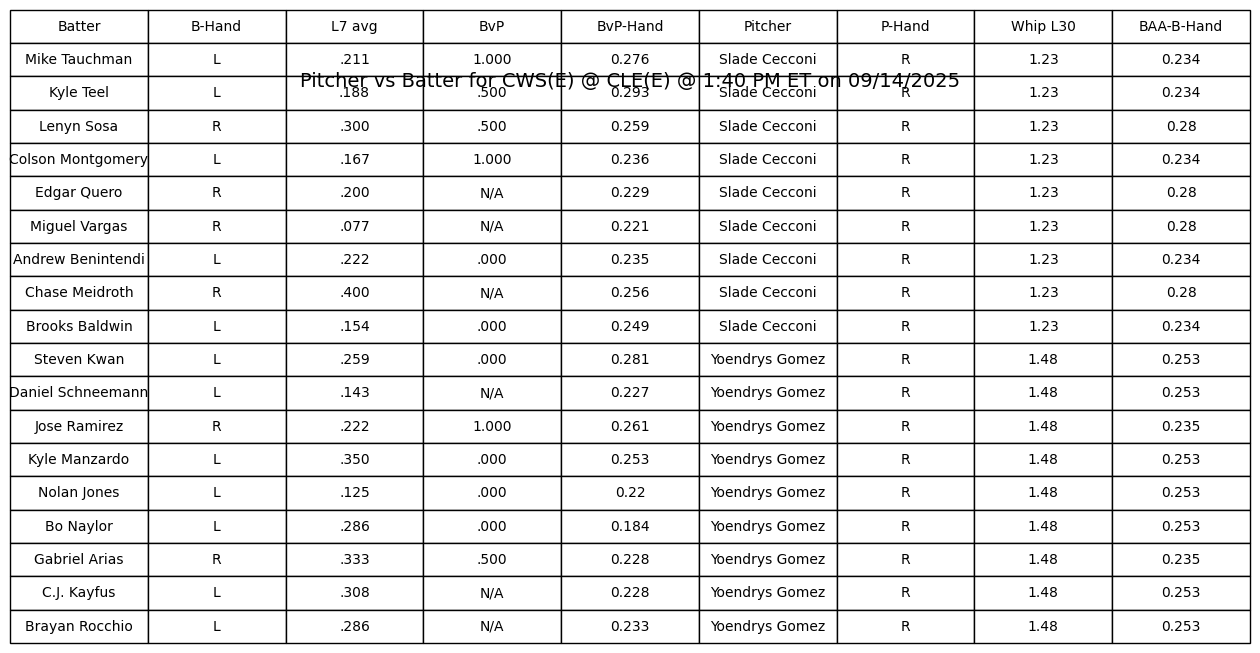 Batter B-Hand L7 avg BvP BvP-Hand Pitcher P-Hand Whip L30 BAA-B-Hand
Mike Tauchman L .211 1.000 0.276 Slade Cecconi R 1.23 0.234
Pitcher vs Batter for CWS(E) @ CLE(E) @ 1:40 PM ET on 09/14/2025
Kyle Teel L .188 .500 0.293 Slade Cecconi R 1.23 0.234
Lenyn Sosa R .300 .500 0.259 Slade Cecconi R 1.23 0.28
Colson Montgomery L .167 1.000 0.236 Slade Cecconi R 1.23 0.234
Edgar Quero R .200 N/A 0.229 Slade Cecconi R 1.23 0.28
Miguel Vargas R .077 N/A 0.221 Slade Cecconi R 1.23 0.28
Andrew Benintendi L .222 .000 0.235 Slade Cecconi R 1.23 0.234
Chase Meidroth R .400 N/A 0.256 Slade Cecconi R 1.23 0.28
Brooks Baldwin L .154 .000 0.249 Slade Cecconi R 1.23 0.234
Steven Kwan L .259 .000 0.281 Yoendrys Gomez R 1.48 0.253
Daniel Schneemann L .143 N/A 0.227 Yoendrys Gomez R 1.48 0.253
Jose Ramirez R .222 1.000 0.261 Yoendrys Gomez R 1.48 0.235
Kyle Manzardo L .350 .000 0.253 Yoendrys Gomez R 1.48 0.253
Nolan Jones L .125 .000 0.22 Yoendrys Gomez R 1.48 0.253
Bo Naylor L .286 .000 0.184 Yoendrys Gomez R 1.48 0.253
Gabriel Arias R .333 .500 0.228 Yoendrys Gomez R 1.48 0.235
C.J. Kayfus L .308 N/A 0.228 Yoendrys Gomez R 1.48 0.253
Brayan Rocchio L .286 N/A 0.233 Yoendrys Gomez R 1.48 0.253